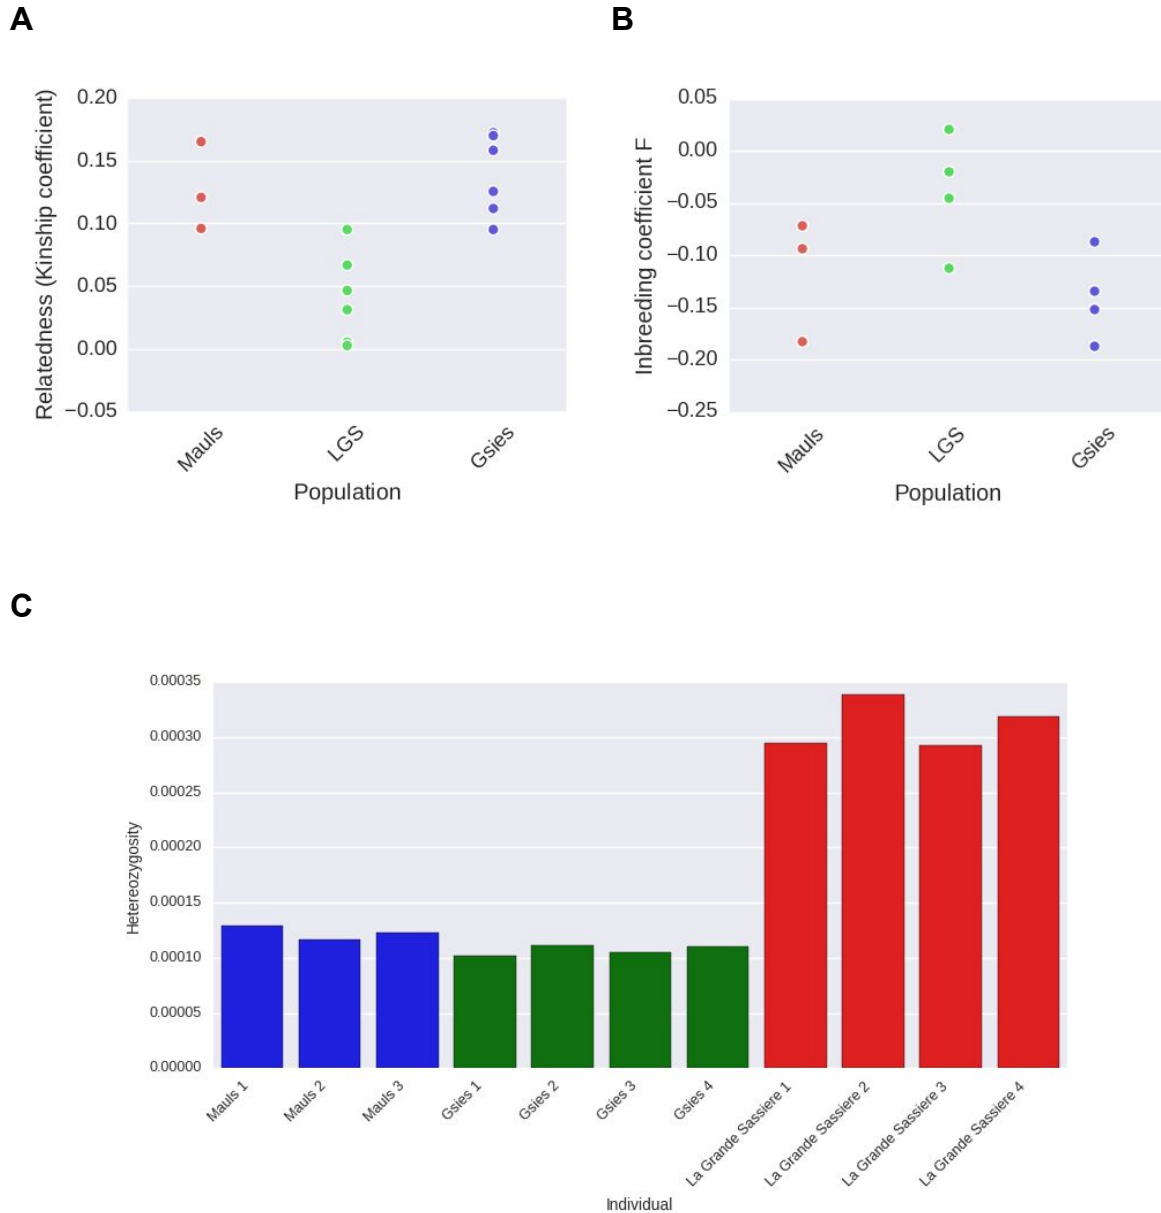 A
B
Relatedness (Kinship coefficient)
0.20
0.15
0.10
0.05
0.00
−0.05
Mauls
LGS
Gsies
Population
Inbreeding coefficient F
0.05
0.00
−0.05
−0.10
−0.15
−0.20
−0.25
Mauls
LGS
Gsies
Population
C
Hetereozygosity
0.00035
0.00030
0.00025
0.00020
0.00015
0.00010
0.00005
0.00000
Mauls 1
Mauls 2
Mauls 3
Gsies 1
Gsies 2
Gsies 3
Gsies 4
La Grande Sassiere 1
La Grande Sassiere 2
La Grande Sassiere 3
La Grande Sassiere 4
Individual